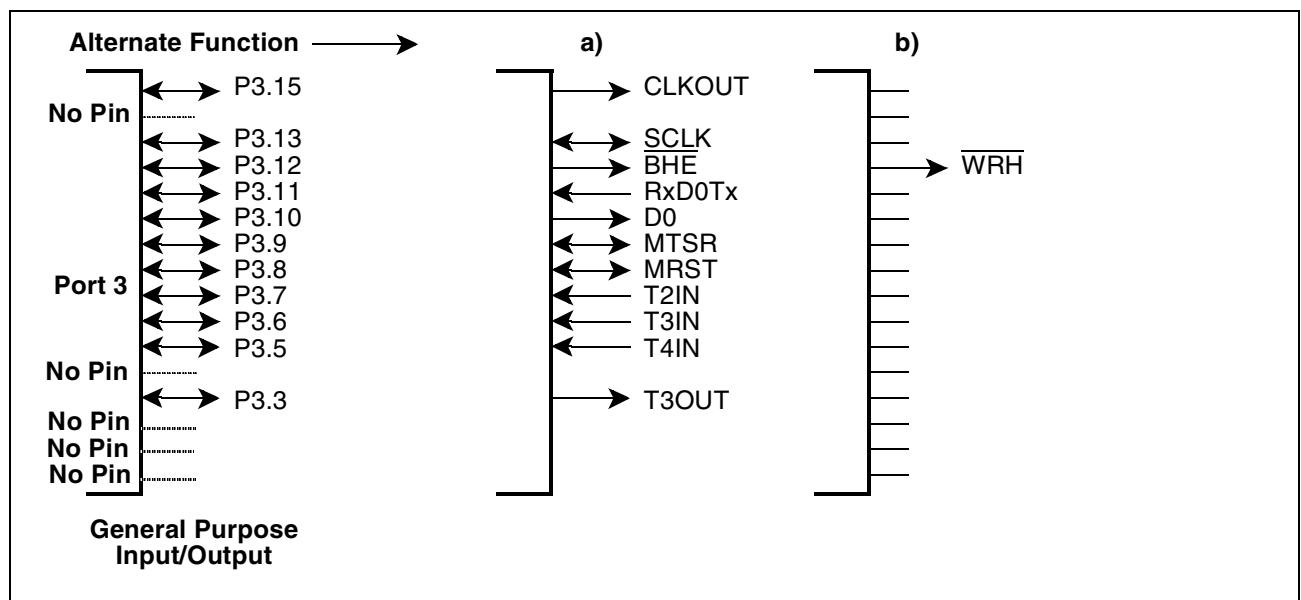 Alternate Function a) b)
P3.15 CLKOUT
No Pin
P3.13 SCLK
P3.12 BHE WRH
P3.11 RxD0Tx
P3.10 D0
P3.9 MTSR
P3.8 MRST
Port 3
P3.7 T2IN
P3.6 T3IN
P3.5 T4IN
No Pin
P3.3 T3OUT
No Pin
No Pin
No Pin
General Purpose
Input/Output